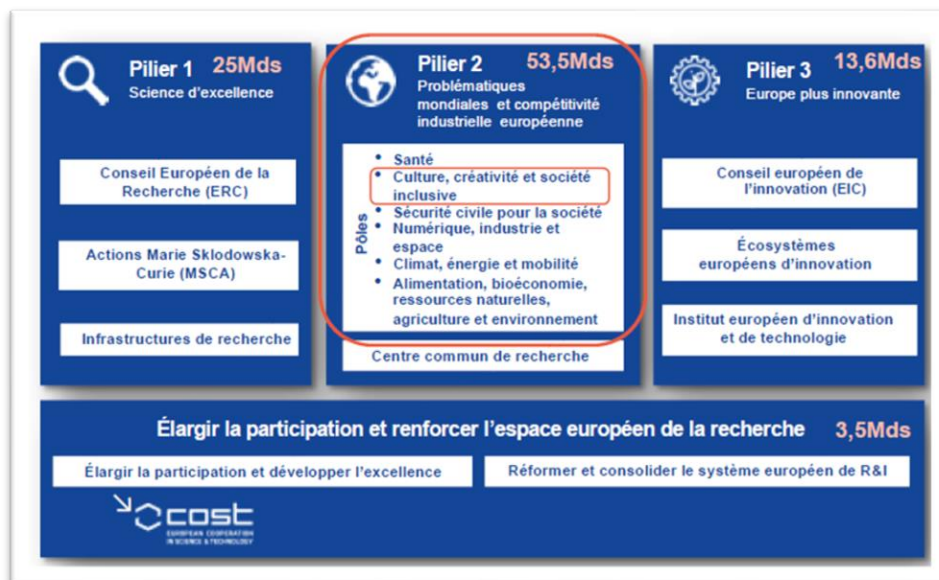 Pilier 1 25Mds
Science d'excellence
Conseil Européen de la
Recherche (ERC)
Actions Marie Sklodowska-
Curie (MSCA)
Infrastructures de recherche
Pilier 2 53,5Mds
Problématiques
mondiales et compétitivité
industrielle européenne
Pôles
• Santé
• Culture, créativité et société
inclusive
• Sécurité civile pour la société
• Numérique, industrie et
espace
• Climat, énergie et mobilité
• Alimentation, bioéconomie,
ressources naturelles,
agriculture et environnement
Centre commun de recherche
Pilier 3 13,6Mds
Europe plus innovante
Conseil européen de
l'innovation (EIC)
Écosystèmes
européens d'innovation
Institut européen d'innovation
et de technologie
Élargir la participation et renforcer l'espace européen de la recherche 3,5Mds
Élargir la participation et développer l'excellence
Réformer et consolider le système européen de R&I
cost
EUROPEAN COOPERATION
IN SCIENCE & TECHNOLOGY